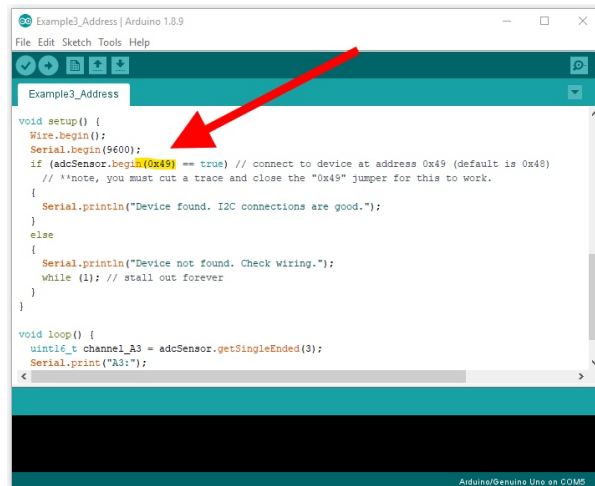 Example3_Address | Arduino 1.8.9
File Edit Sketch Tools Help
Example3_Address
void setup() {
Wire.begin();
Serial.begin(9600);
if (adcSensor.begin(0x49) == true) // connect to device at address 0x49 (default is 0x48)
// **note, you must cut a trace and close the "0x49" jumper for this to work.
{
Serial.println("Device found. I2C connections are good.");
}
else
{
Serial.println("Device not found. Check wiring.");
while (1); // stall out forever
}
}
void loop() {
uint16_t channel_A3 = adcSensor.getSingleEnded(3);
Serial.print("A3:");
Arduino/Genuino Uno on COM5